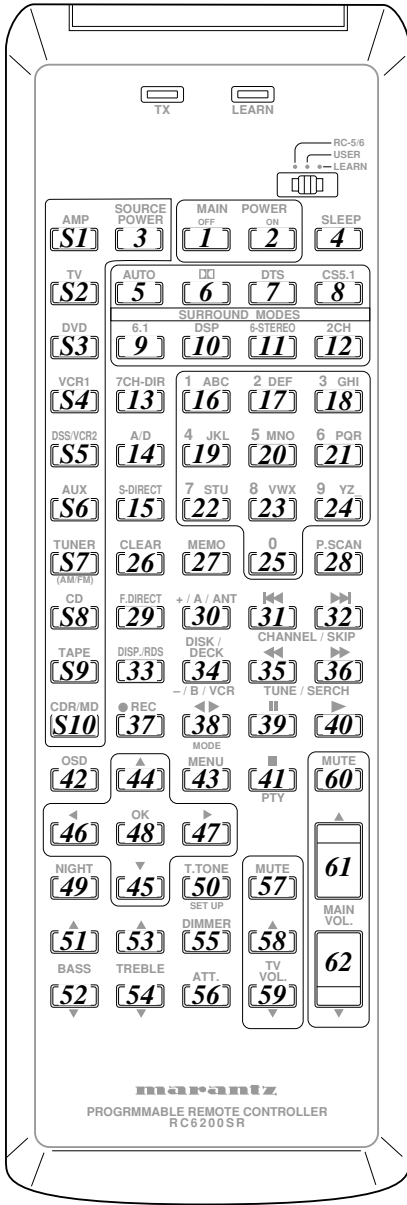 TX LEARN
RC-5/6
USER
LEARN
AMP SOURCE POWER MAIN OFF POWER ON SLEEP
S1 3 1 2 4
TV AUTO DTS CS5.1
S2 5 6 7 8
SURROUND MODES
DVD 6.1 DSP 6-STEREO 2CH
S3 9 10 11 12
VCR1 7CH-DIR 1 ABC 2 DEF 3 GHI
S4 13 16 17 18
DSS/VCR2 A/D 4 JKL 5 MNO 6 PQR
S5 14 19 20 21
AUX S-DIRECT 7 STU 8 VWX 9 YZ_
S6 15 22 23 24
TUNER CLEAR MEMO 0 P.SCAN
S7 26 27 25 28
(AM/FM)
CD F.DIRECT + / A / ANT
S8 29 30 31 32
TAPE DISP./RDS DISK / DECK CHANNEL / SKIP
S9 33 34 35 36
CDR/MD ● REC – / B / VCR TUNE / SERCH
S10 37 38 39 40
MODE
OSD MENU MUTE
42 44 43 41 60
PTY
OK
46 48 47 61
NIGHT T.TONE MUTE
49 45 50 57
SET UP MAIN VOL.
DIMMER
51 53 55 58 62
BASS TREBLE ATT. TV VOL.
52 54 56 59
marantz
PROGRMMABLE REMOTE CONTROLLER
RC6200SR